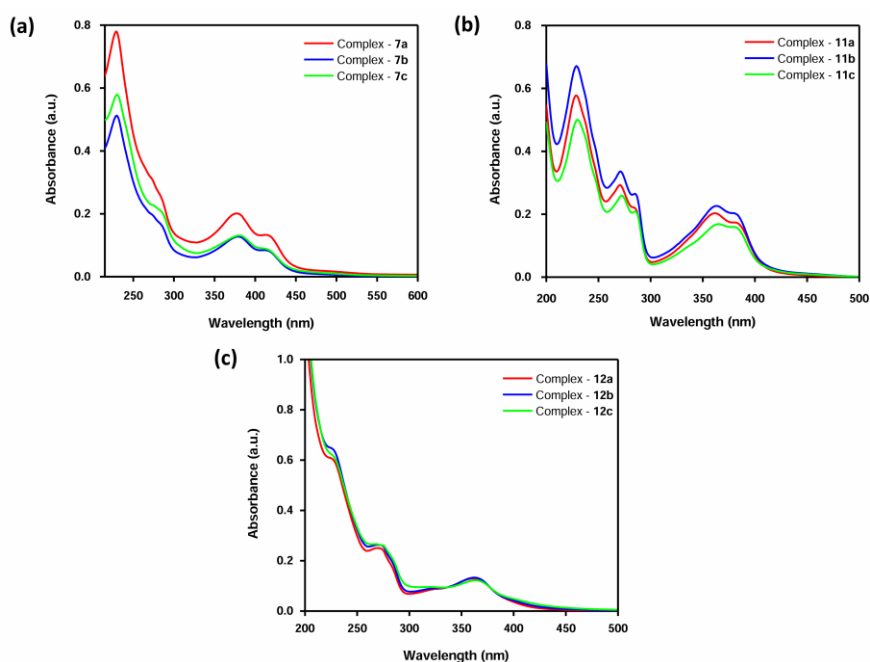 (a)
Absorbance (a.u.)
0.8
0.6
0.4
0.2
0.0
Complex - 7a
Complex - 7b
Complex - 7c
250 300 350 400 450 500 550 600
Wavelength (nm)
(b)
Absorbance (a.u.)
0.8
0.6
0.4
0.2
0.0
Complex - 11a
Complex - 11b
Complex - 11c
200 250 300 350 400 450 500
Wavelength (nm)
(c)
Absorbance (a.u.)
1.0
0.8
0.6
0.4
0.2
0.0
Complex - 12a
Complex - 12b
Complex - 12c
200 250 300 350 400 450 500
Wavelength (nm)